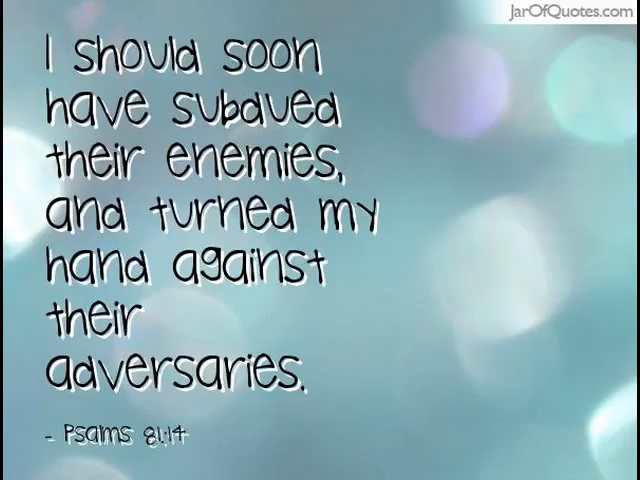 JarOfQuotes.com
I should soon
have subdued
their enemies,
and turned my
hand against
their
adversaries.
- Psams 81:14